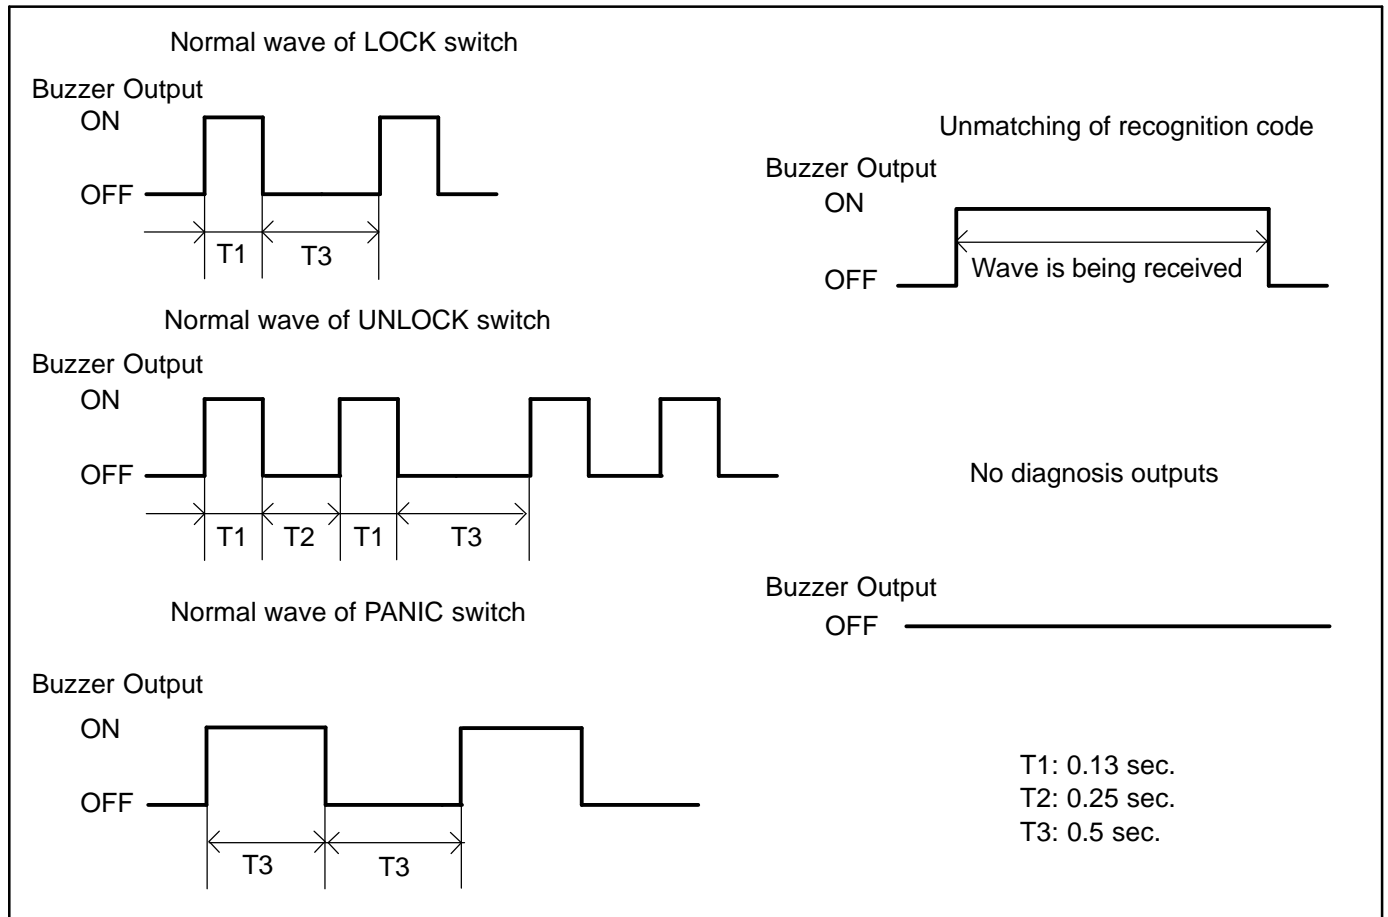 Normal wave of LOCK switch
Buzzer Output
ON
OFF
T1 T3
Normal wave of UNLOCK switch
Buzzer Output
ON
OFF
T1 T2 T1 T3
Normal wave of PANIC switch
Buzzer Output
ON
OFF
T3 T3
Unmatching of recognition code
Buzzer Output
ON
Wave is being received
OFF
No diagnosis outputs
Buzzer Output
OFF
T1: 0.13 sec.
T2: 0.25 sec.
T3: 0.5 sec.